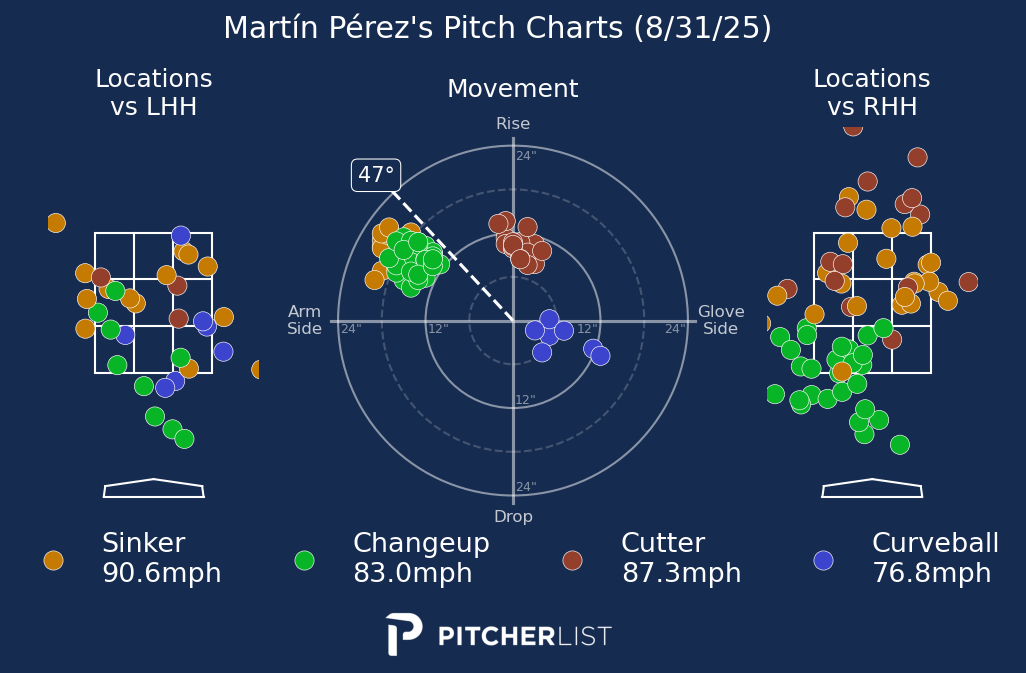 Martín Pérez's Pitch Charts (8/31/25)
Locations
vs LHH
Movement
Locations
vs RHH
Rise
24"
47°
Arm
Side
24"
12"
12"
24"
Glove
Side
12"
24"
Drop
Sinker
90.6mph
Changeup
83.0mph
Cutter
87.3mph
Curveball
76.8mph
PITCHERLIST